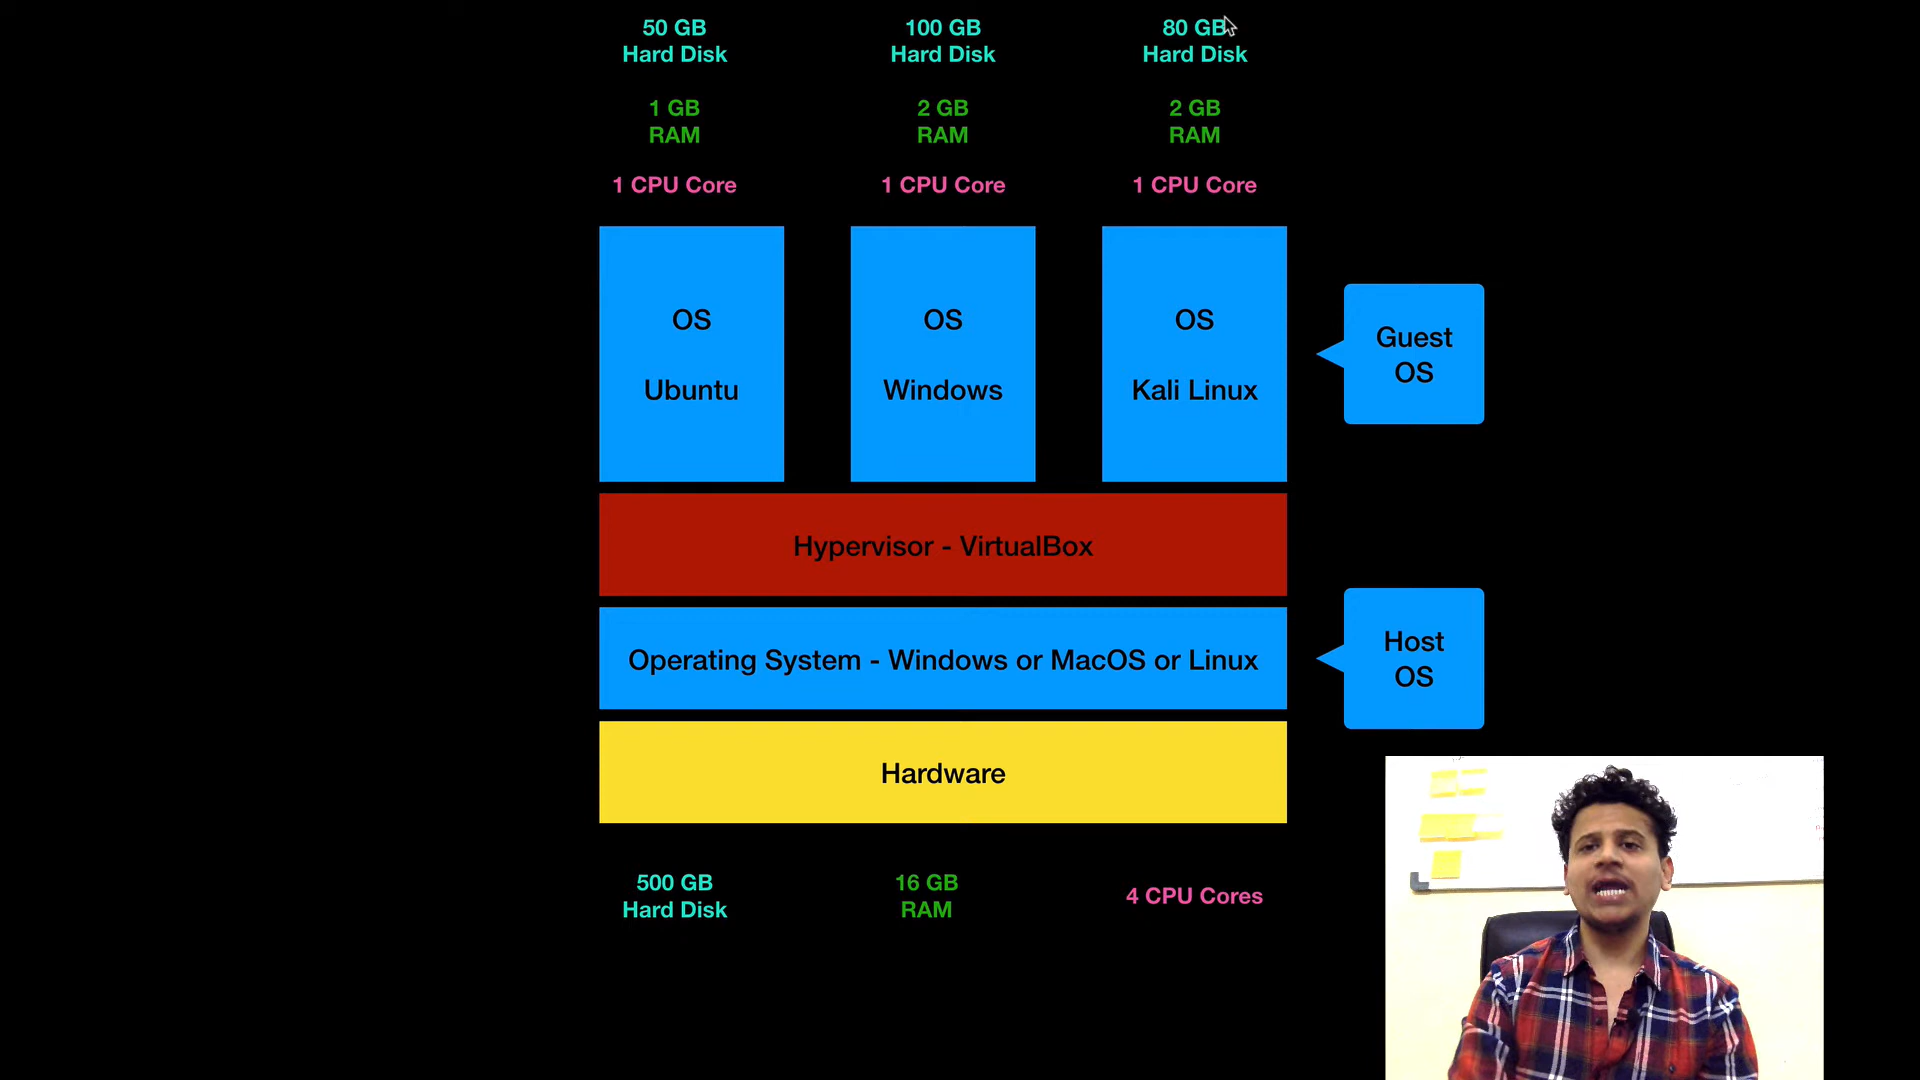 50 GB
Hard Disk
100 GB
Hard Disk
80 GB
Hard Disk
1 GB
RAM
2 GB
RAM
2 GB
RAM
1 CPU Core
1 CPU Core
1 CPU Core
OS
Ubuntu
OS
Windows
OS
Kali Linux
Guest
OS
Hypervisor - VirtualBox
Operating System - Windows or MacOS or Linux
Host
OS
Hardware
500 GB
Hard Disk
16 GB
RAM
4 CPU Cores